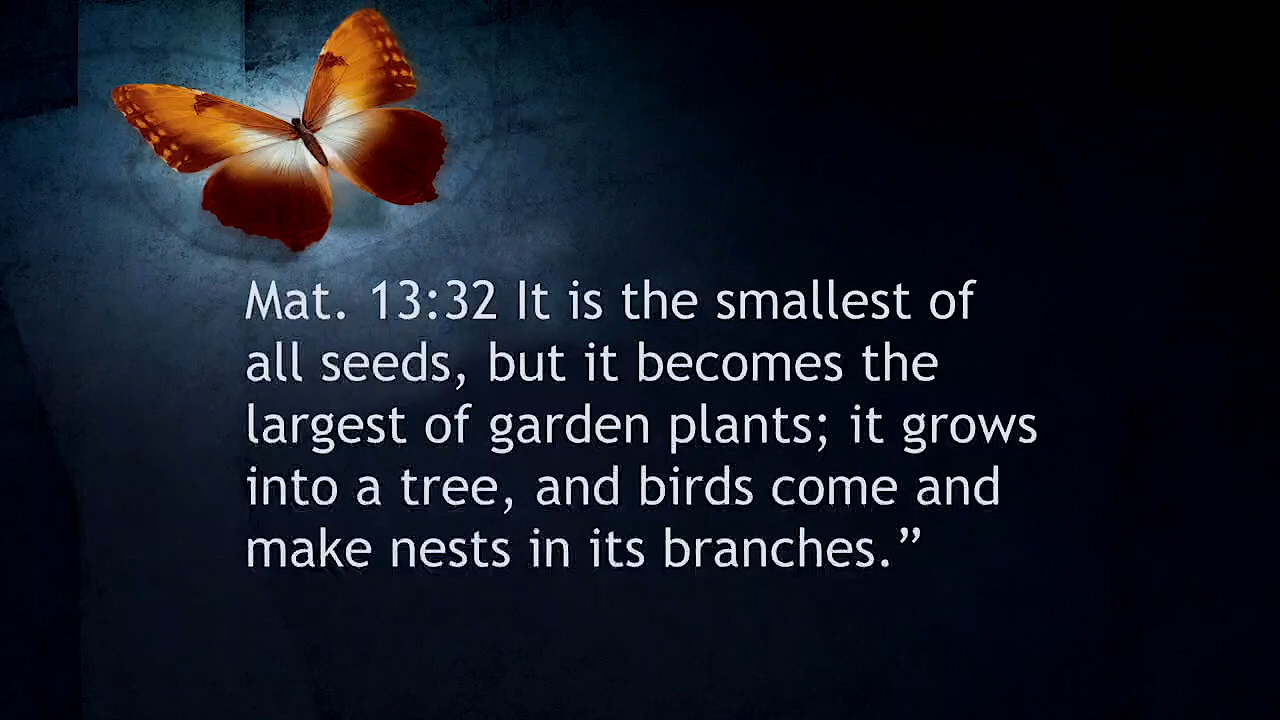 Mat. 13:32 It is the smallest of
all seeds, but it becomes the
largest of garden plants; it grows
into a tree, and birds come and
make nests in its branches.”